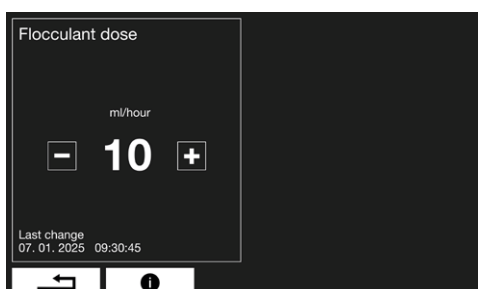 Flocculant dose
ml/hour
− 10 +
Last change
07. 01. 2025 09:30:45